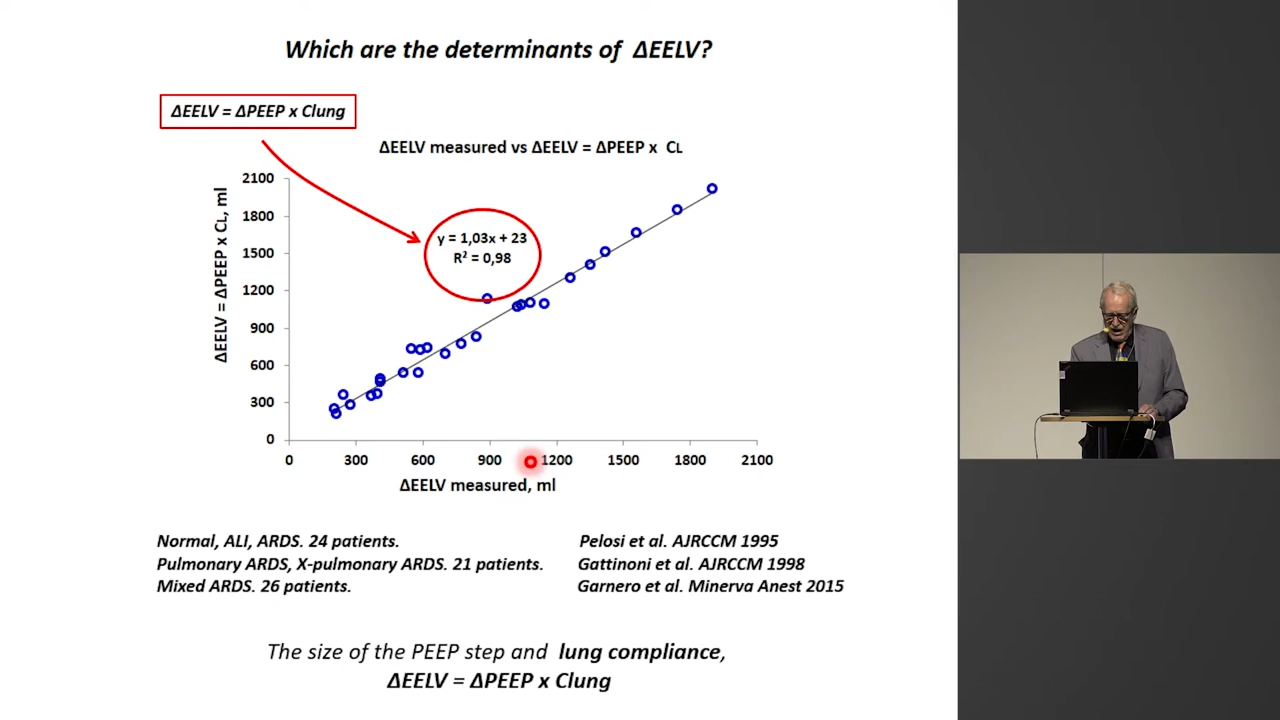 Which are the determinants of ΔEELV?
ΔEELV = ΔPEEP x Clung
ΔEELV measured vs ΔEELV = ΔPEEP x CL
ΔEELV = ΔPEEP x CL, ml
2100
1800
1500
1200
900
600
300
0
y = 1,03x + 23
R² = 0,98
0 300 600 900 1200 1500 1800 2100
ΔEELV measured, ml
Normal, ALI, ARDS. 24 patients. Pelosi et al. AJRCCM 1995
Pulmonary ARDS, X-pulmonary ARDS. 21 patients. Gattinoni et al. AJRCCM 1998
Mixed ARDS. 26 patients. Garnero et al. Minerva Anest 2015
The size of the PEEP step and lung compliance,
ΔEELV = ΔPEEP x Clung